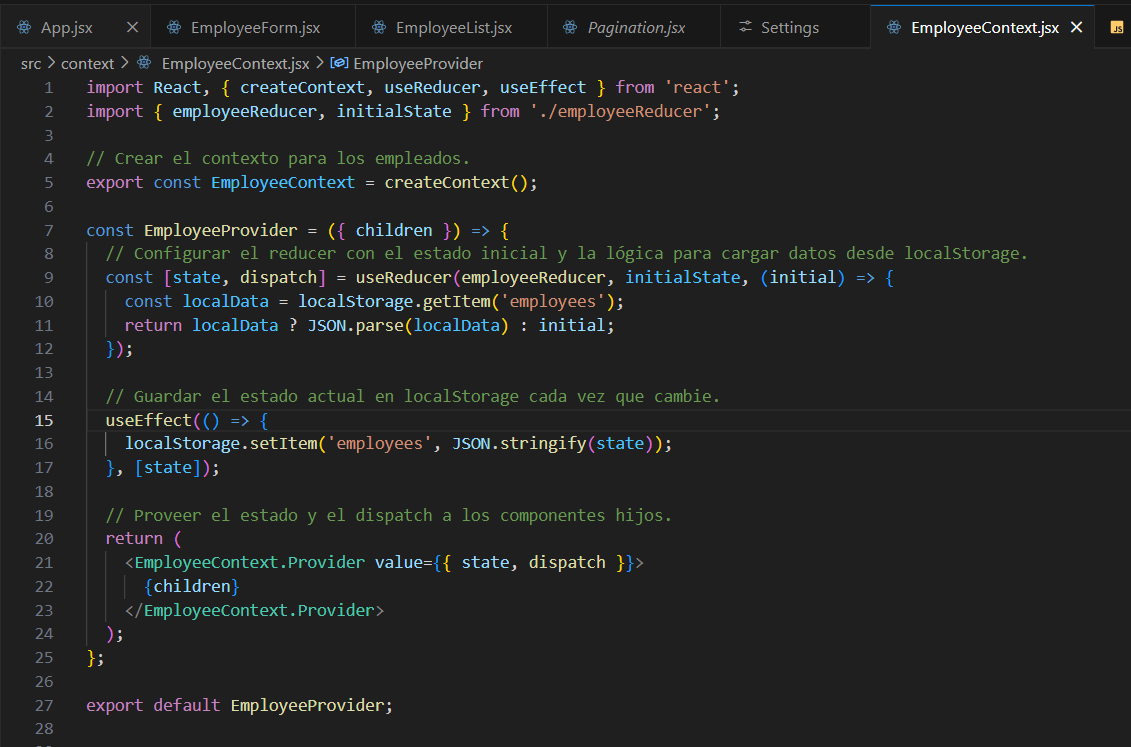 App.jsx EmployeeForm.jsx EmployeeList.jsx Pagination.jsx Settings EmployeeContext.jsx JS
src > context > EmployeeContext.jsx > EmployeeProvider
1 import React, { createContext, useReducer, useEffect } from 'react';
2 import { employeeReducer, initialState } from './employeeReducer';
3
4 // Crear el contexto para los empleados.
5 export const EmployeeContext = createContext();
6
7 const EmployeeProvider = ({ children }) => {
8   // Configurar el reducer con el estado inicial y la lógica para cargar datos desde localStorage.
9   const [state, dispatch] = useReducer(employeeReducer, initialState, (initial) => {
10     const localData = localStorage.getItem('employees');
11     return localData ? JSON.parse(localData) : initial;
12   });
13
14   // Guardar el estado actual en localStorage cada vez que cambie.
15   useEffect(() => {
16     localStorage.setItem('employees', JSON.stringify(state));
17   }, [state]);
18
19   // Proveer el estado y el dispatch a los componentes hijos.
20   return (
21     <EmployeeContext.Provider value={{ state, dispatch }}>
22       {children}
23     </EmployeeContext.Provider>
24   );
25 };
26
27 export default EmployeeProvider;
28